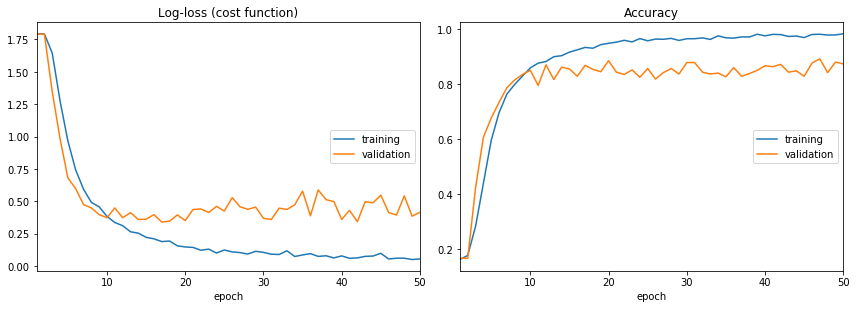 Log-loss (cost function)
1.75
1.50
1.25
1.00
0.75
0.50
0.25
0.00
training
validation
10
20
30
40
50
epoch
Accuracy
1.0
0.8
0.6
0.4
0.2
training
validation
10
20
30
40
50
epoch